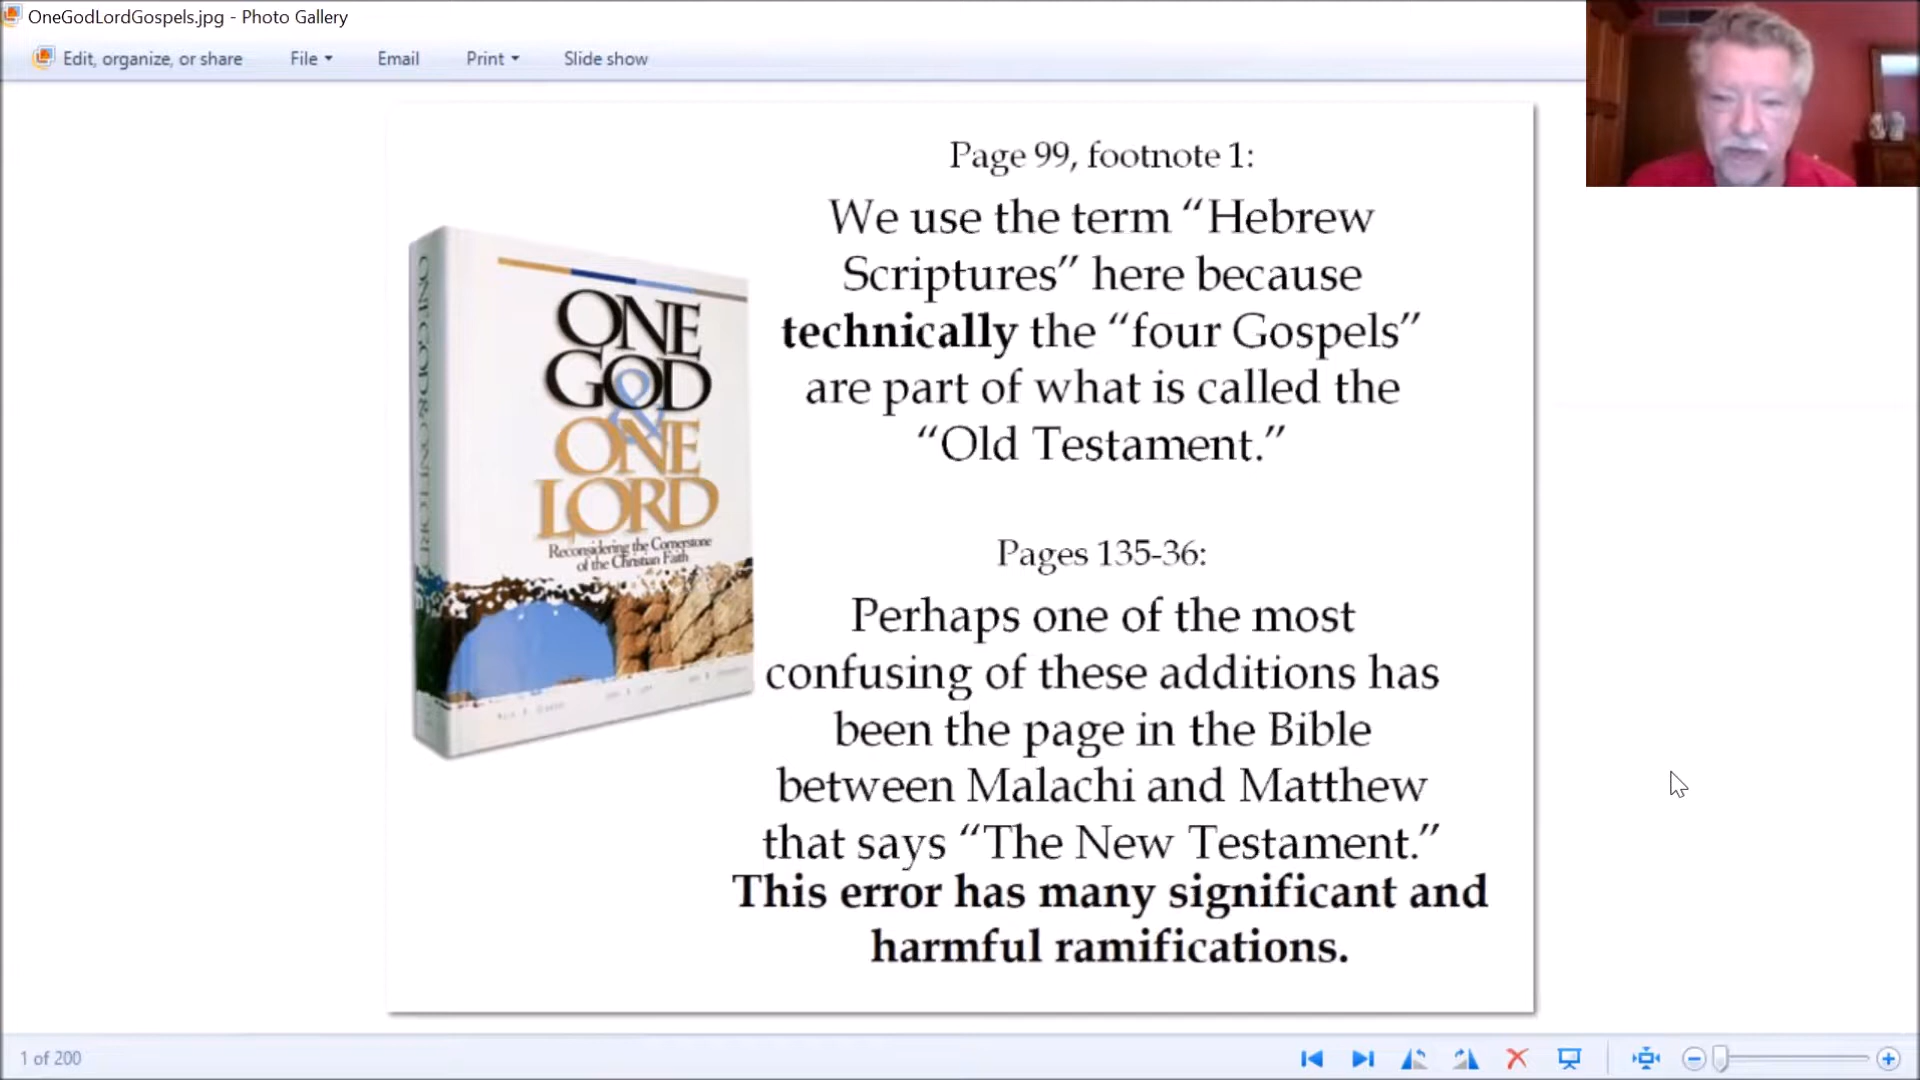 OneGodLordGospels.jpg - Photo Gallery
Edit, organize, or share File Email Print Slide show
Page 99, footnote 1:
We use the term “Hebrew
Scriptures” here because
technically the “four Gospels”
are part of what is called the
“Old Testament.”
Pages 135-36:
Perhaps one of the most
confusing of these additions has
been the page in the Bible
between Malachi and Matthew
that says “The New Testament.”
This error has many significant and
harmful ramifications.
ONE GOD & ONE LORD
ONE
GOD
&
ONE
LORD
Reconsidering the Cornerstone
of the Christian Faith
1 of 200